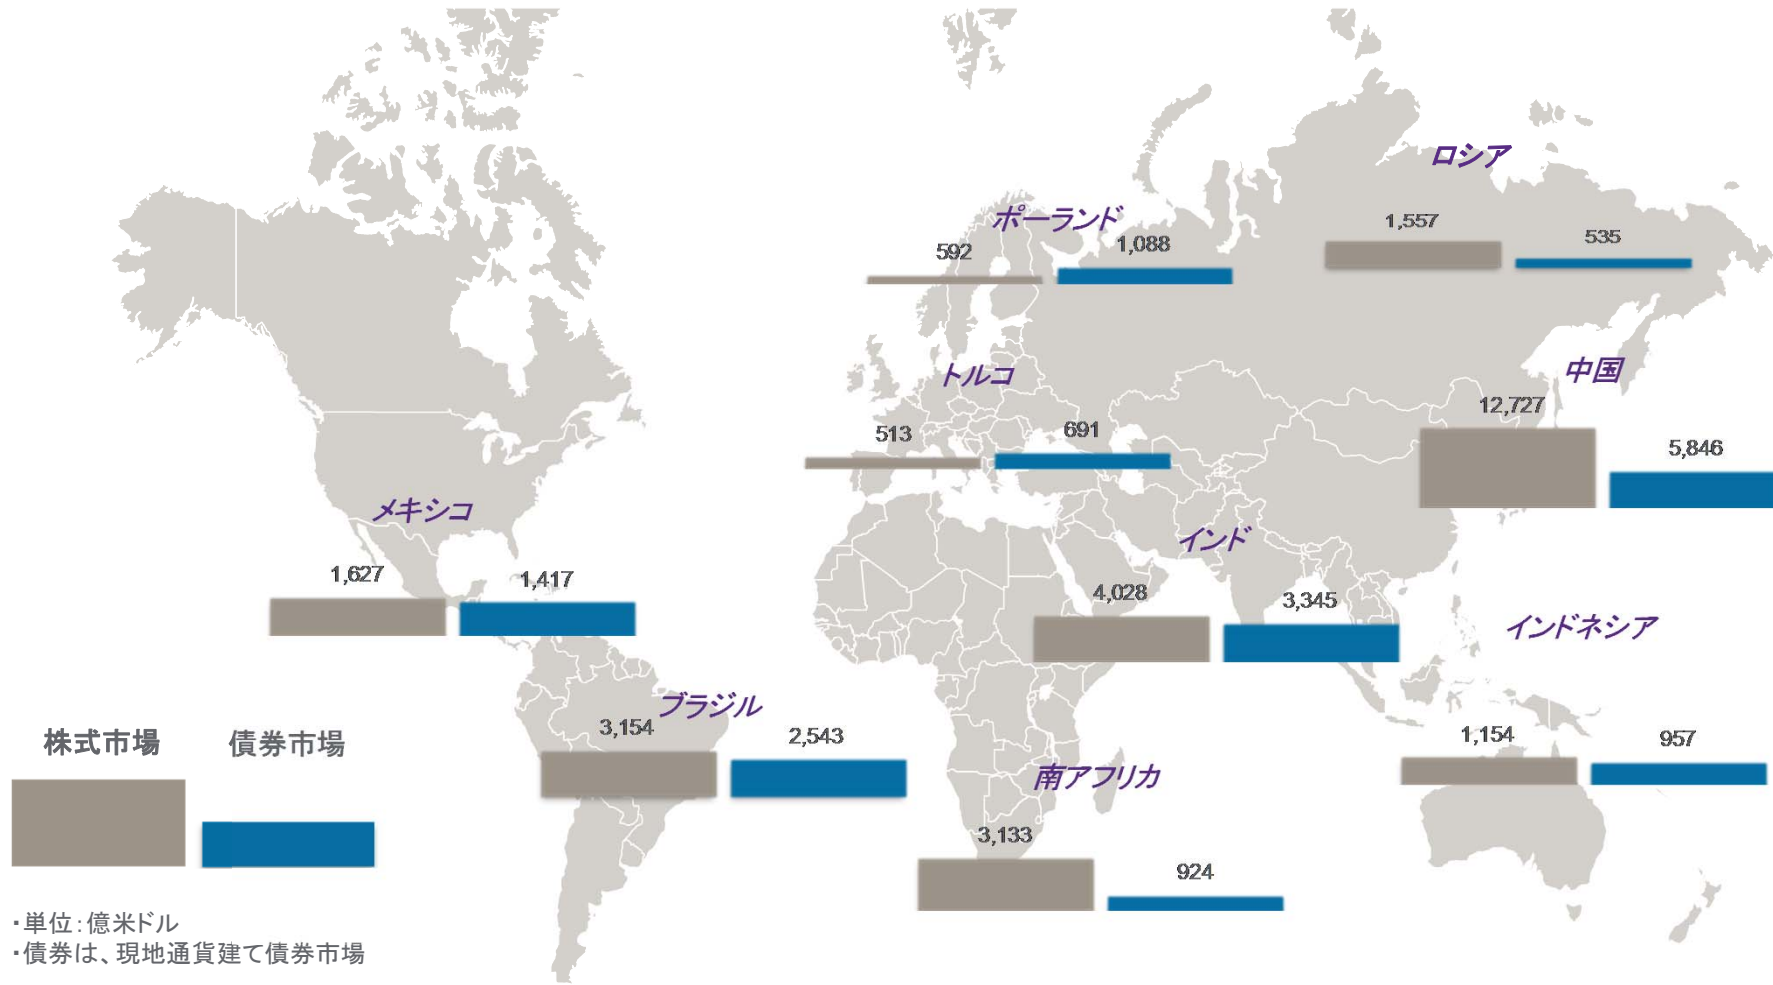 ロシア
1,557
535
ポーランド
592
1,088
中国
12,727
5,846
トルコ
513
691
メキシコ
1,627
1,417
インド
4,028
3,345
インドネシア
1,154
957
ブラジル
3,154
2,543
南アフリカ
3,133
924
株式市場
債券市場
・単位：億米ドル
・債券は、現地通貨建て債券市場